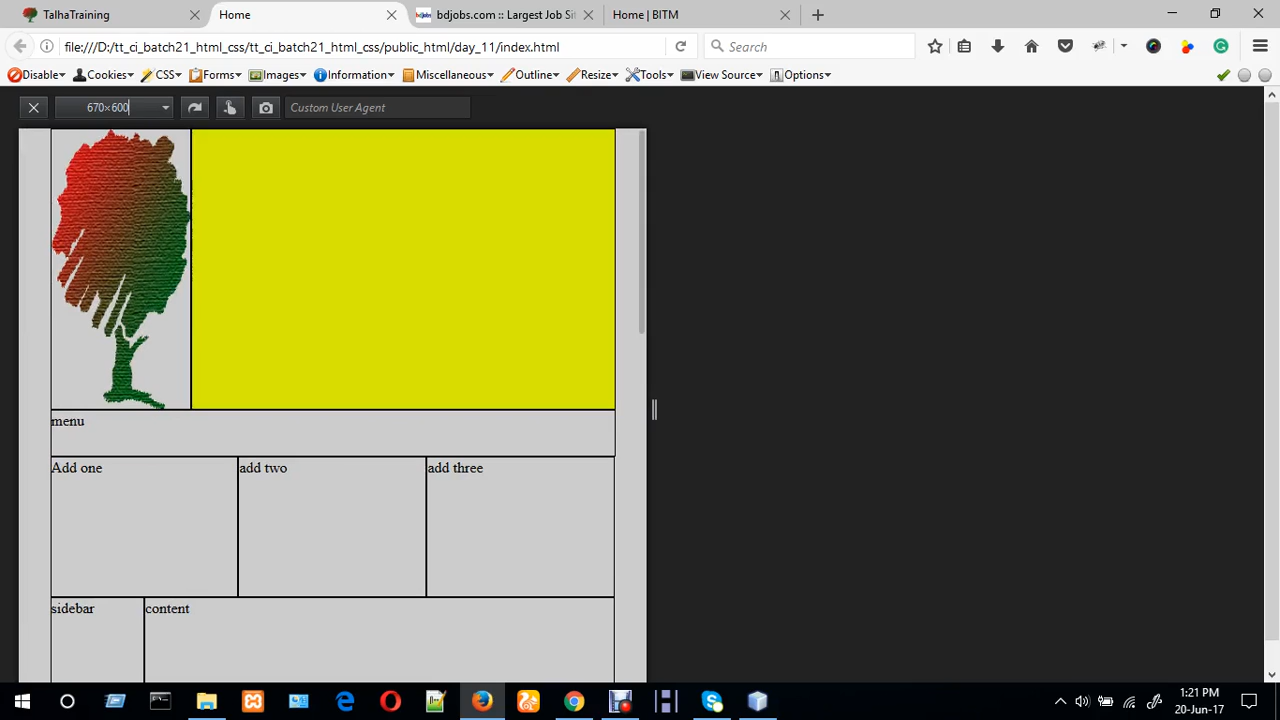 TalhaTraining
Home
bdjobs.com :: Largest Job Sit
Home | BITM
file:///D:/tt_ci_batch21_html_css/tt_ci_batch21_html_css/public_html/day_11/index.html
Search
Disable
Cookies
CSS
Forms
Images
Information
Miscellaneous
Outline
Resize
Tools
View Source
Options
670×600
Custom User Agent
menu
Add one
add two
add three
sidebar
content
1:21 PM
20-Jun-17